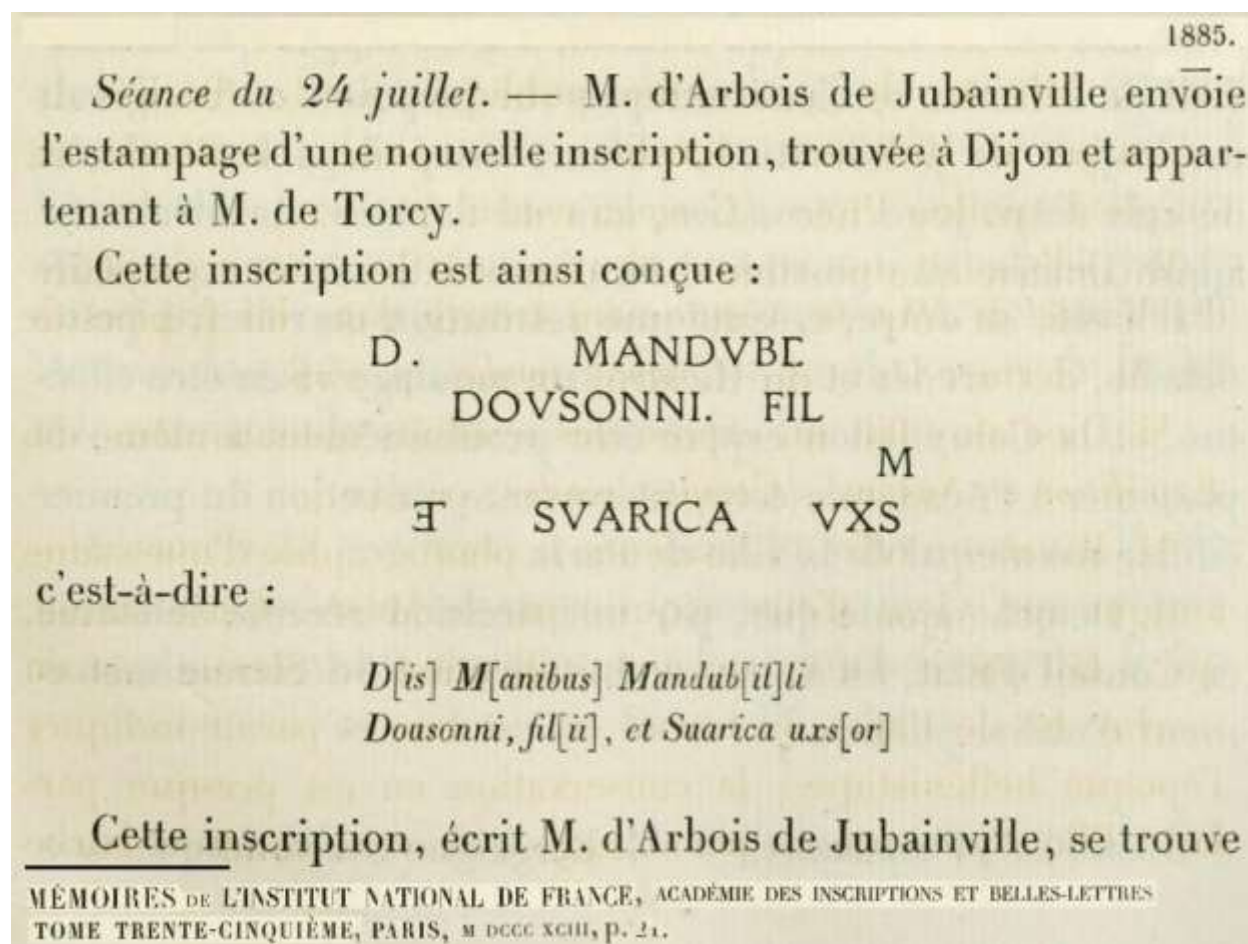 1885.
Séance du 24 juillet. — M. d'Arbois de Jubainville envoie
l'estampage d'une nouvelle inscription, trouvée à Dijon et appar-
tenant à M. de Torcy.
Cette inscription est ainsi conçue :
D. MANDVBE
DOVSONNI. FIL
M
ƎT SVARICA VXS
c'est-à-dire :
D[is] M[anibus] Mandub[il]li
Dousonni, fil[ii], et Suarica uxs[or]
Cette inscription, écrit M. d'Arbois de Jubainville, se trouve
MÉMOIRES DE L'INSTITUT NATIONAL DE FRANCE, ACADÉMIE DES INSCRIPTIONS ET BELLES-LETTRES
TOME TRENTE-CINQUIÈME, PARIS, M DCCC XCIII, p. 21.